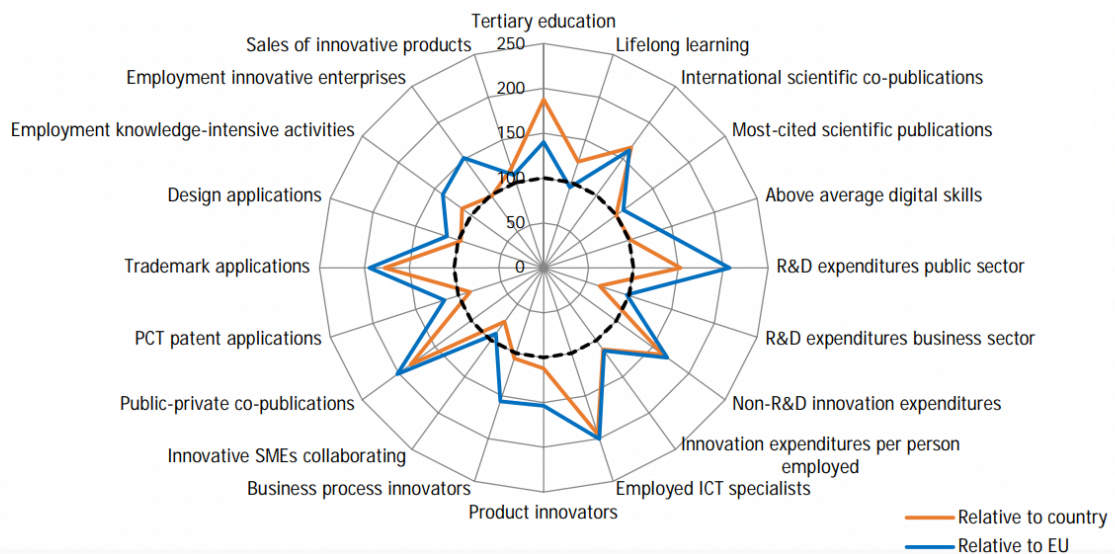 Tertiary education
Sales of innovative products
250
Lifelong learning
Employment innovative enterprises
International scientific co-publications
200
Employment knowledge-intensive activities
150
Most-cited scientific publications
100
Design applications
Above average digital skills
50
Trademark applications
0
R&D expenditures public sector
PCT patent applications
R&D expenditures business sector
Public-private co-publications
Non-R&D innovation expenditures
Innovative SMEs collaborating
Innovation expenditures per person
employed
Business process innovators
Employed ICT specialists
Product innovators
Relative to country
Relative to EU